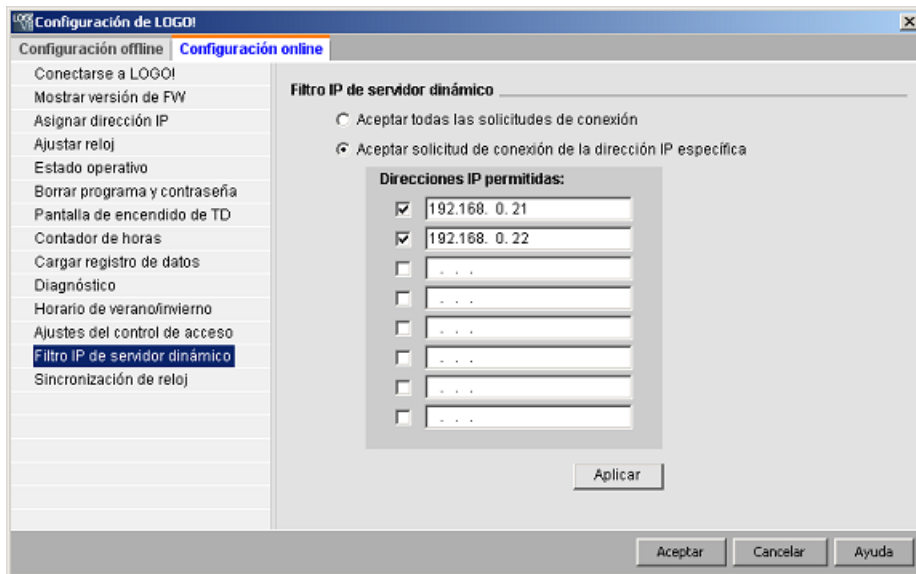 Configuración de LOGO!
Configuración offline
Configuración online
Conectarse a LOGO!
Mostrar versión de FW
Asignar dirección IP
Ajustar reloj
Estado operativo
Borrar programa y contraseña
Pantalla de encendido de TD
Contador de horas
Cargar registro de datos
Diagnóstico
Horario de verano/invierno
Ajustes del control de acceso
Filtro IP de servidor dinámico
Sincronización de reloj
Filtro IP de servidor dinámico
Aceptar todas las solicitudes de conexión
Aceptar solicitud de conexión de la dirección IP específica
Direcciones IP permitidas:
192.168. 0. 21
192.168. 0. 22
. . .
. . .
. . .
. . .
. . .
. . .
Aplicar
Aceptar
Cancelar
Ayuda